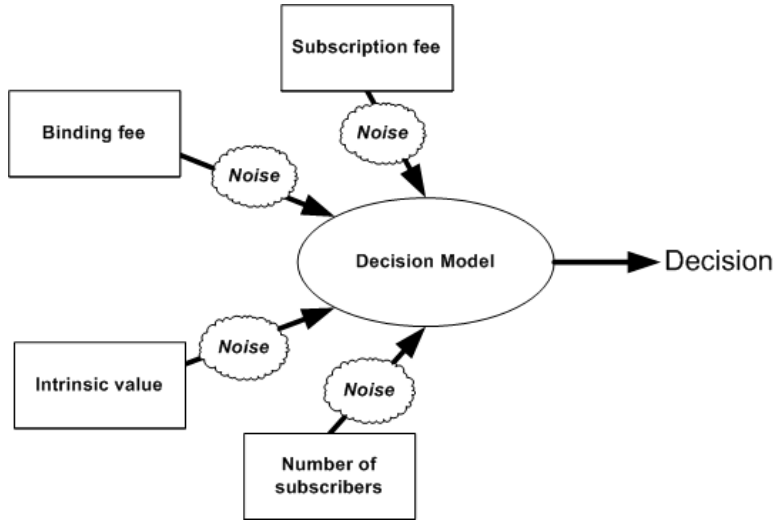 Subscription fee
Noise
Binding fee
Noise
Decision Model
Decision
Noise
Intrinsic value
Noise
Number of
subscribers